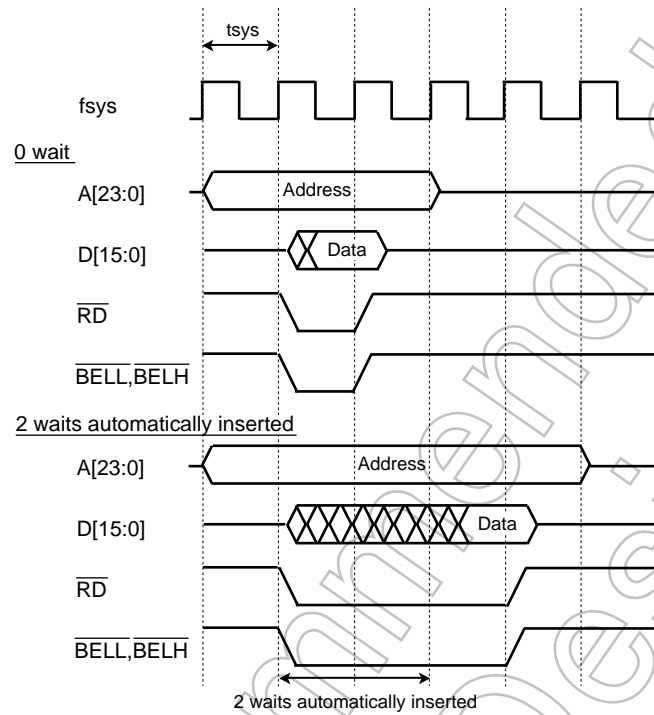 tsys
fsys
0 wait
A[23:0]
Address
D[15:0]
Data
RD
BELL,BELH
2 waits automatically inserted
A[23:0]
Address
D[15:0]
Data
RD
BELL,BELH
2 waits automatically inserted